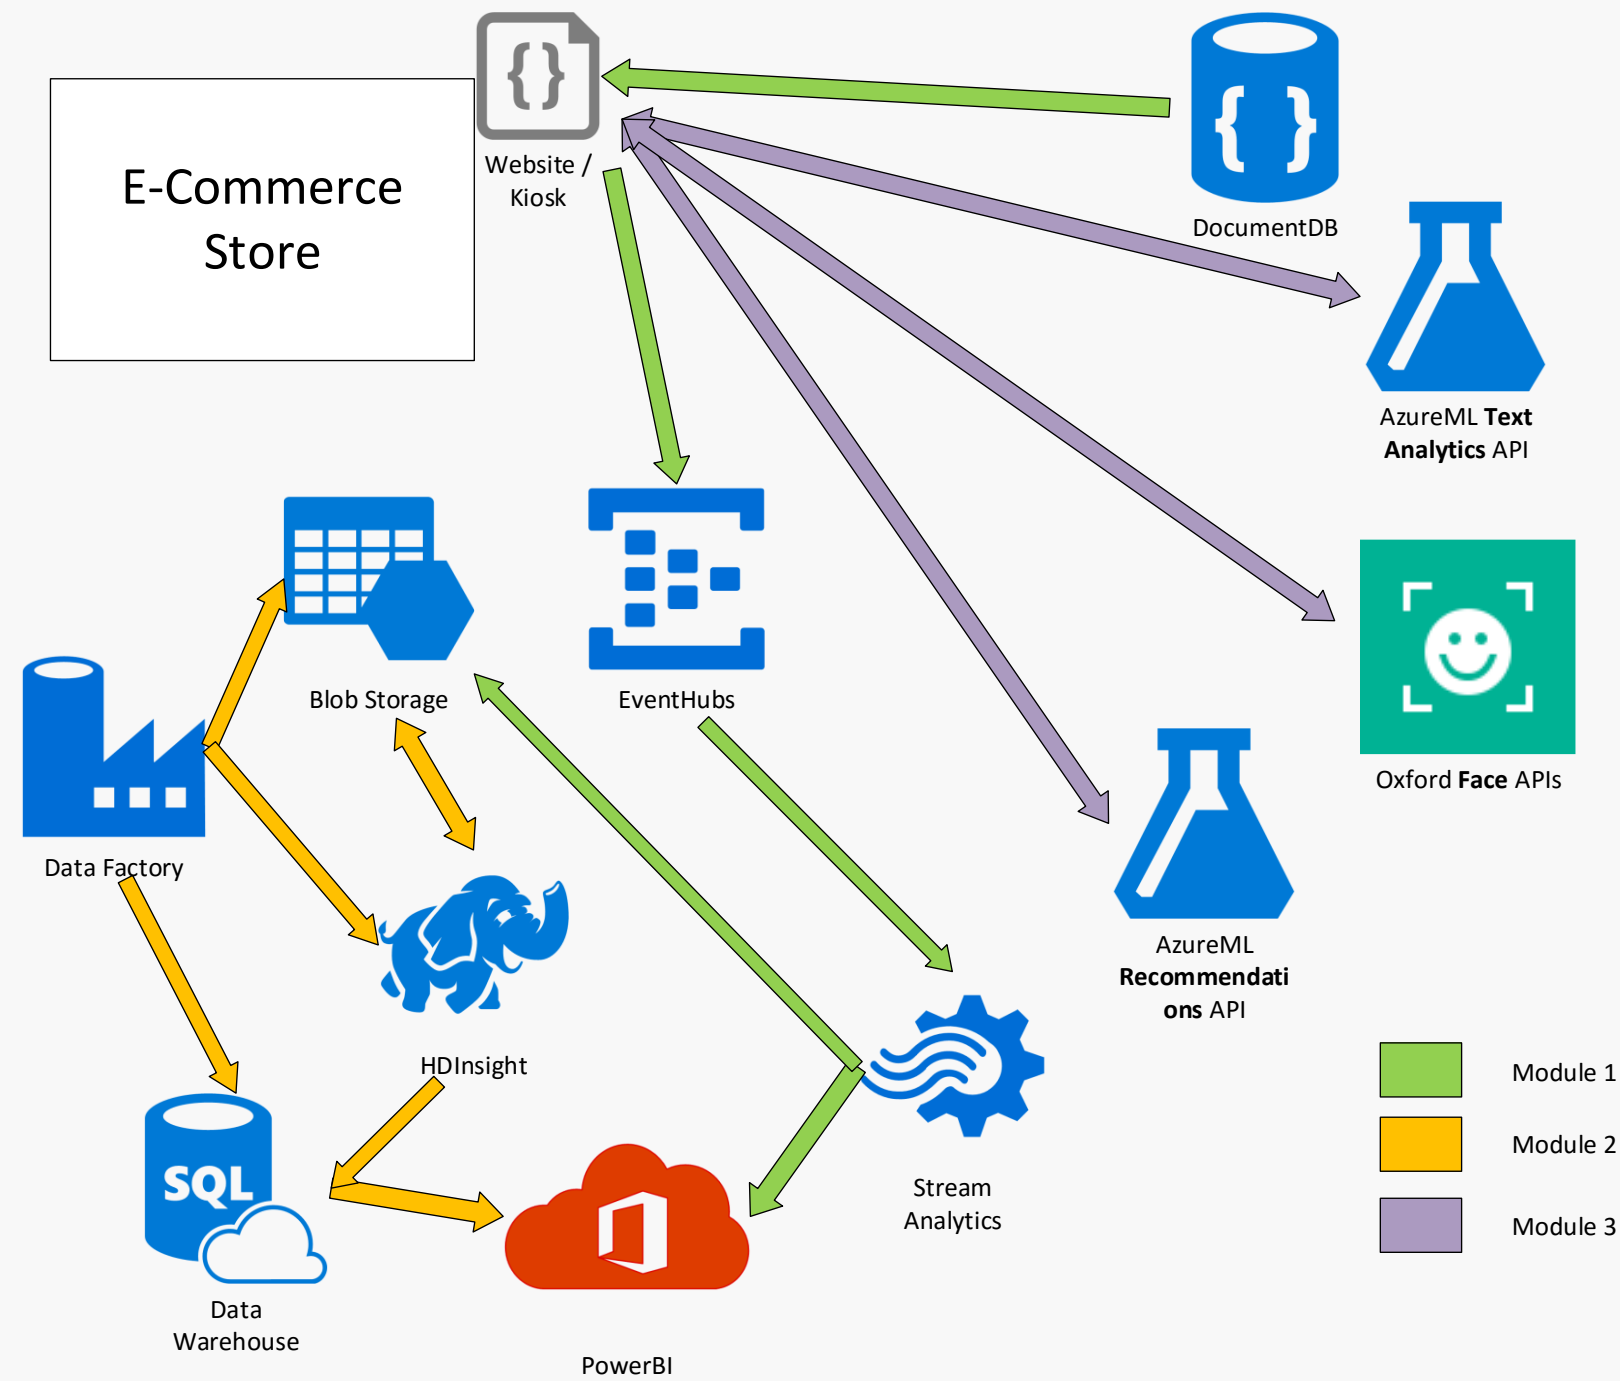 E-Commerce
Store
Website /
Kiosk
DocumentDB
AzureML Text
Analytics API
Blob Storage
EventHubs
Oxford Face APIs
Data Factory
AzureML
Recommendati
ons API
HDInsight
Module 1
Module 2
Module 3
SQL
Stream
Analytics
Data
Warehouse
PowerBI